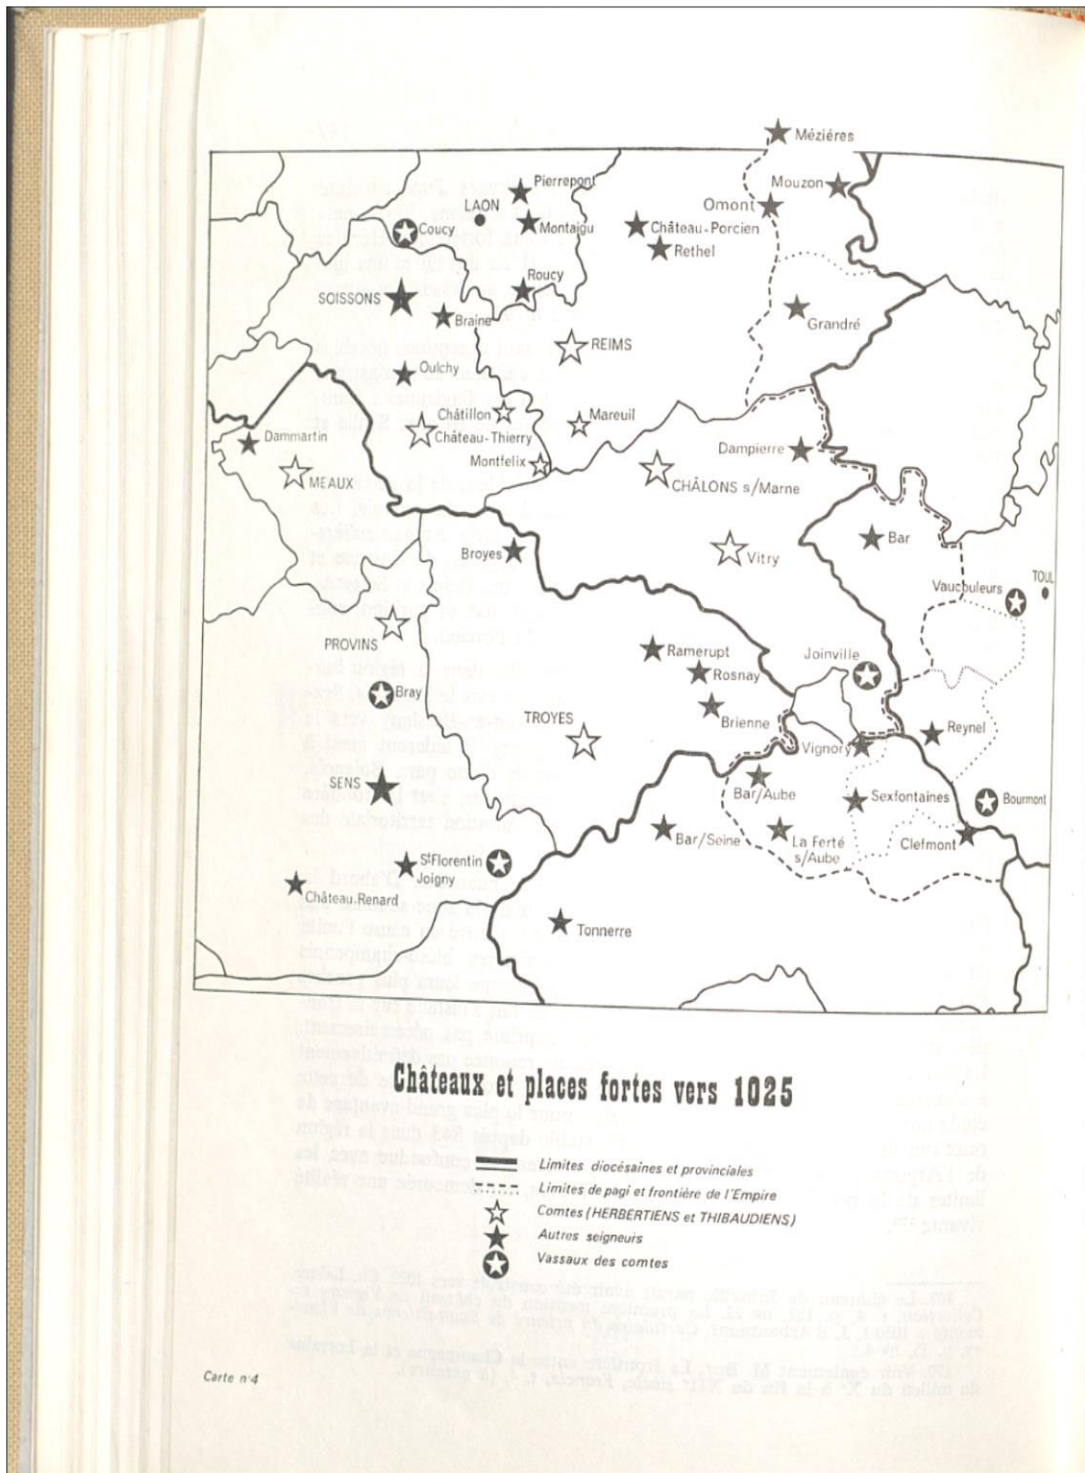 Mézières
Mouzon
Pierrepont
LAON
Omont
Coucy
Montaigu
Château-Porcien
Rethel
Roucy
SOISSONS
Braine
Grandré
REIMS
Oulchy
Châtillon
Mareuil
Dammartin
Château-Thierry
Dampierre
Montfelix
MEAUX
CHÂLONS s/Marne
Bar
Broyes
Vitry
TOUL
Vaucouleurs
PROVINS
Ramerupt
Joinville
Rosnay
Bray
TROYES
Brienne
Reynel
Vignory
SENS
Bar/Aube
Sexfontaines
Bourmont
Bar/Seine
La Ferté
s/Aube
Clefmont
St Florentin
Joigny
Château-Renard
Tonnerre
Châteaux et places fortes vers 1025
Limites diocésaines et provinciales
Limites de pagi et frontière de l'Empire
Comtes (HERBERTIENS et THIBAUDIENS)
Autres seigneurs
Vassaux des comtes
Carte n°4